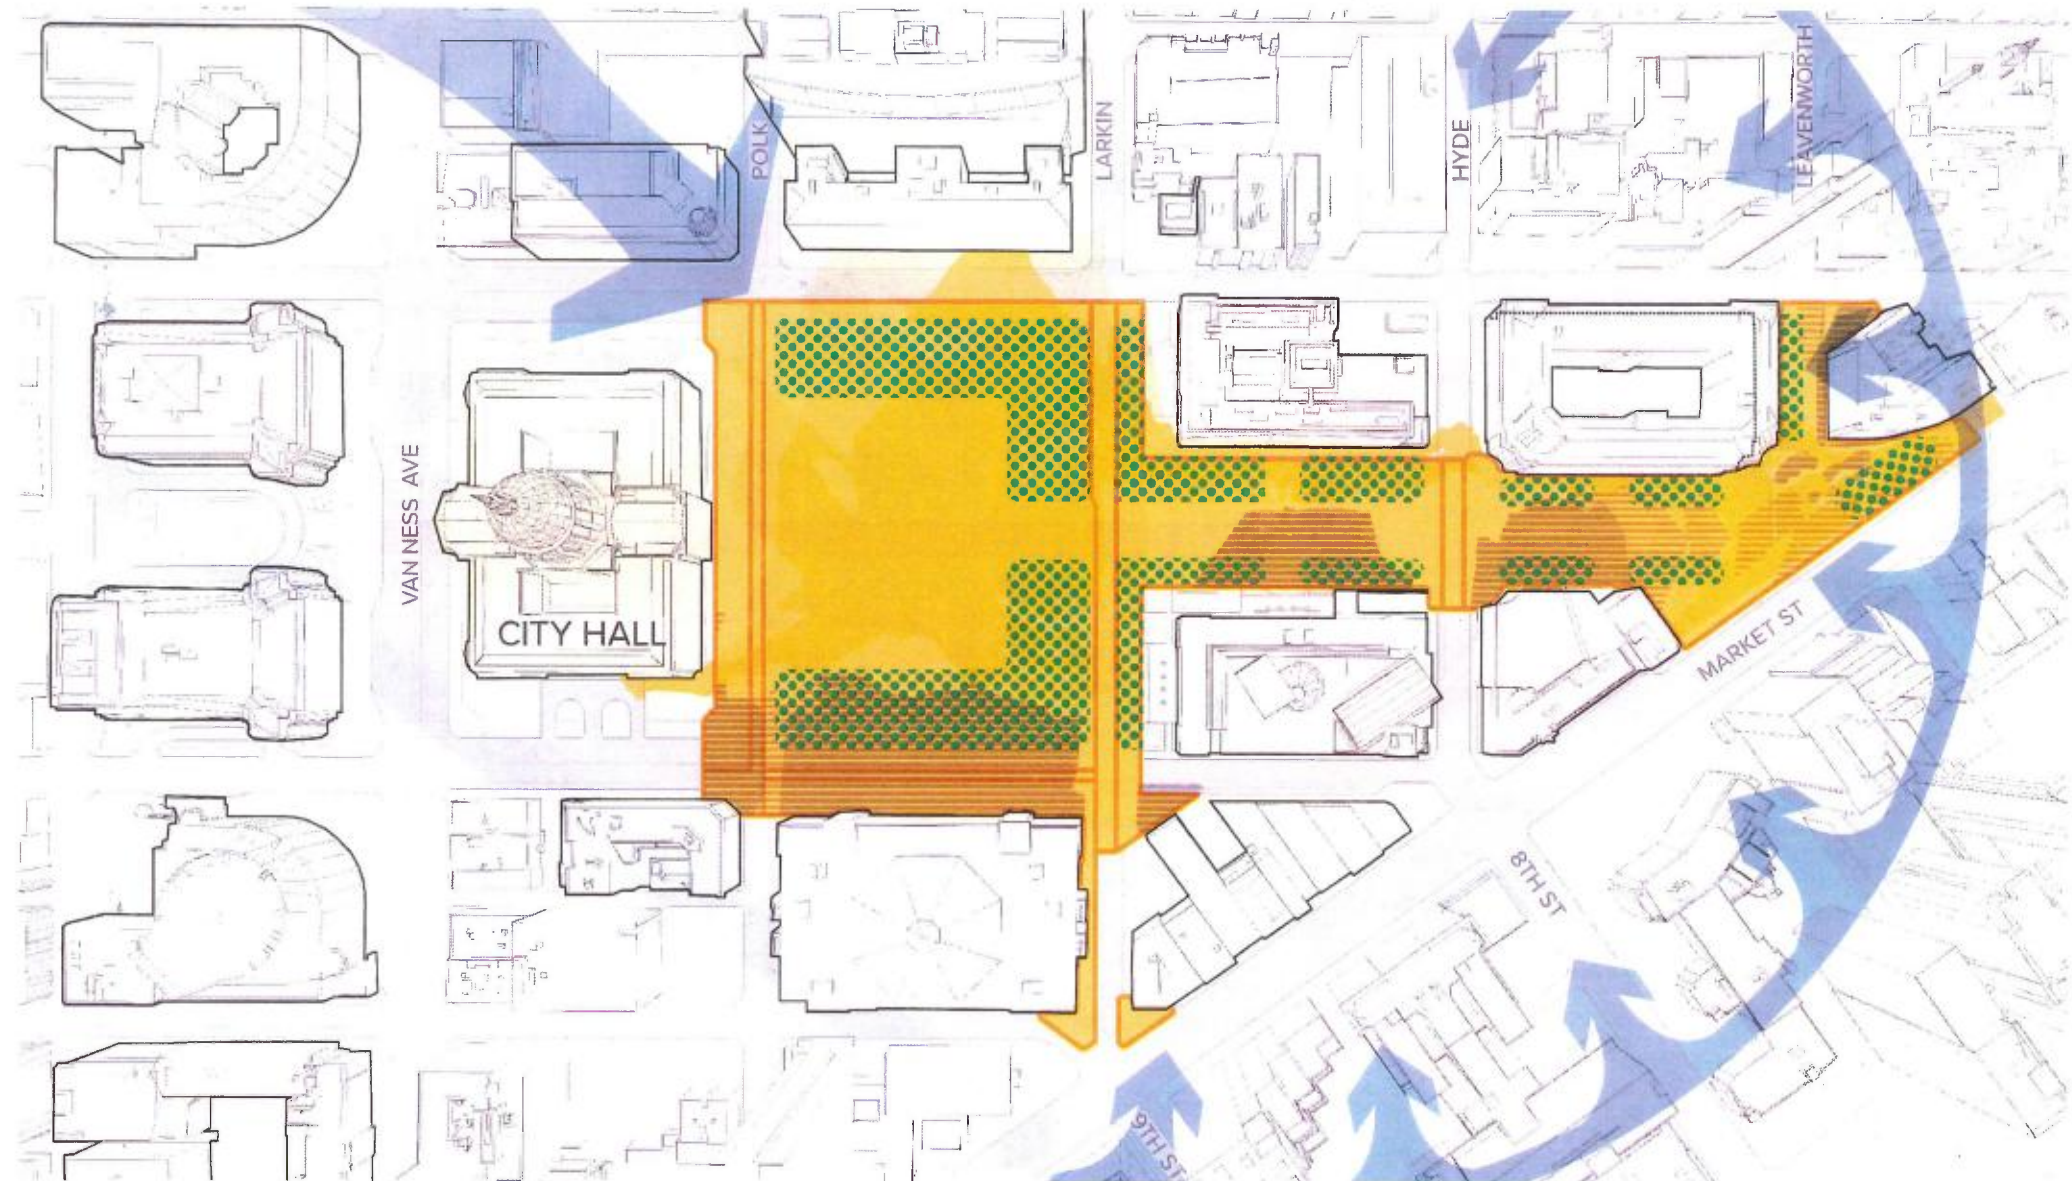 POLK
LARKIN
HYDE
LEAVENWORTH
VAN NESS AVE
CITY HALL
MARKET ST
8TH ST
9TH ST